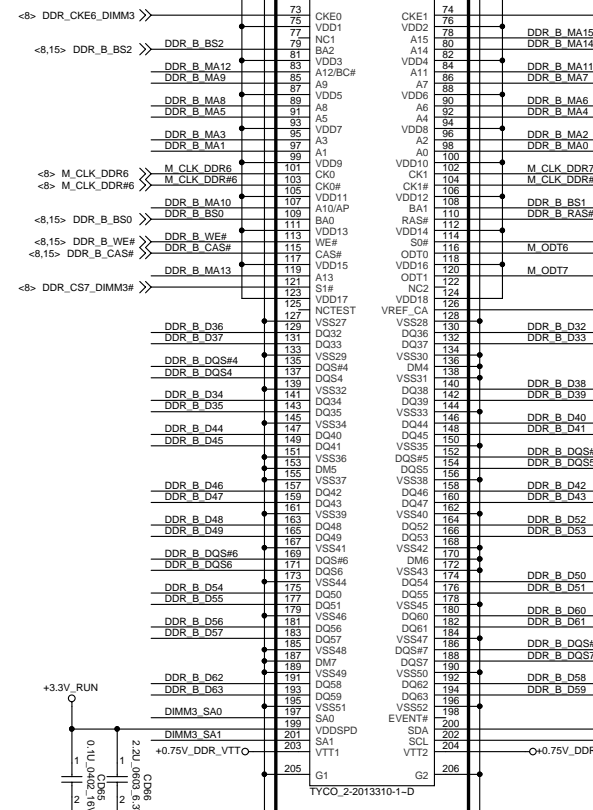 73 CKE0 CKE1 74
<8> DDR_CKE6_DIMM3
75 VDD1 VDD2 76
77 NC1 A15 78 DDR_B_MA15
<8,15> DDR_B_BS2 DDR_B_BS2 79 BA2 A14 80 DDR_B_MA14
81 VDD3 VDD4 82
DDR_B_MA12 83 A12/BC# A11 84 DDR_B_MA11
DDR_B_MA9 85 A9 A7 86 DDR_B_MA7
87 VDD5 VDD6 88
DDR_B_MA8 89 A8 A6 90 DDR_B_MA6
DDR_B_MA5 91 A5 A4 92 DDR_B_MA4
93 VDD7 VDD8 94
DDR_B_MA3 95 A3 A2 96 DDR_B_MA2
DDR_B_MA1 97 A1 A0 98 DDR_B_MA0
99 VDD9 VDD10 100
<8> M_CLK_DDR6 M_CLK_DDR6 101 CK0 CK1 102 M_CLK_DDR7
<8> M_CLK_DDR#6 M_CLK_DDR#6 103 CK0# CK1# 104 M_CLK_DDR#
105 VDD11 VDD12 106
DDR_B_MA10 107 A10/AP BA1 108 DDR_B_BS1
<8,15> DDR_B_BS0 DDR_B_BS0 109 BA0 RAS# 110 DDR_B_RAS#
111 VDD13 VDD14 112
<8,15> DDR_B_WE# DDR_B_WE# 113 WE# S0# 114
<8,15> DDR_B_CAS# DDR_B_CAS# 115 CAS# ODT0 116 M_ODT6
117 VDD15 VDD16 118
DDR_B_MA13 119 A13 ODT1 120 M_ODT7
<8> DDR_CS7_DIMM3# 121 S1# NC2 122
123 VDD17 VDD18 124
125 NCTEST VREF_CA 126
127 VSS27 VSS28 128
DDR_B_D36 129 DQ32 DQ36 130 DDR_B_D32
DDR_B_D37 131 DQ33 DQ37 132 DDR_B_D33
133 VSS29 VSS30 134
DDR_B_DQS#4 135 DQS#4 DM4 136
DDR_B_DQS4 137 DQS4 VSS31 138
139 VSS32 DQ38 140 DDR_B_D38
DDR_B_D34 141 DQ34 DQ39 142 DDR_B_D39
DDR_B_D35 143 DQ35 VSS33 144
145 VSS34 DQ44 146 DDR_B_D40
DDR_B_D44 147 DQ40 DQ45 148 DDR_B_D41
DDR_B_D45 149 DQ41 VSS35 150
151 VSS36 DQS#5 152 DDR_B_DQS#
153 DM5 DQS5 154 DDR_B_DQS5
155 VSS37 VSS38 156
DDR_B_D46 157 DQ42 DQ46 158 DDR_B_D42
DDR_B_D47 159 DQ43 DQ47 160 DDR_B_D43
161 VSS39 VSS40 162
DDR_B_D48 163 DQ48 DQ52 164 DDR_B_D52
DDR_B_D49 165 DQ49 DQ53 166 DDR_B_D53
167 VSS41 VSS42 168
DDR_B_DQS#6 169 DQS#6 DM6 170
DDR_B_DQS6 171 DQS6 VSS43 172
173 VSS44 DQ54 174 DDR_B_D50
DDR_B_D54 175 DQ50 DQ55 176 DDR_B_D51
DDR_B_D55 177 DQ51 VSS45 178
179 VSS46 DQ60 180 DDR_B_D60
DDR_B_D56 181 DQ56 DQ61 182 DDR_B_D61
DDR_B_D57 183 DQ57 VSS47 184
185 VSS48 DQS#7 186 DDR_B_DQS#
187 DM7 DQS7 188 DDR_B_DQS7
189 VSS49 VSS50 190
DDR_B_D62 191 DQ58 DQ62 192 DDR_B_D58
DDR_B_D63 193 DQ59 DQ63 194 DDR_B_D59
195 VSS51 VSS52 196
DIMM3_SA0 197 SA0 EVENT# 198
199 VDDSPD SDA 200
DIMM3_SA1 201 SA1 SCL 202
+0.75V_DDR_VTT 203 VTT1 VTT2 204 +0.75V_DDR
205 G1 G2 206
TYCO_2-2013310-1~D
+3.3V_RUN
1 2 0.1U_0402_16V CD65
1 2 2.2U_0603_6.3 CD66